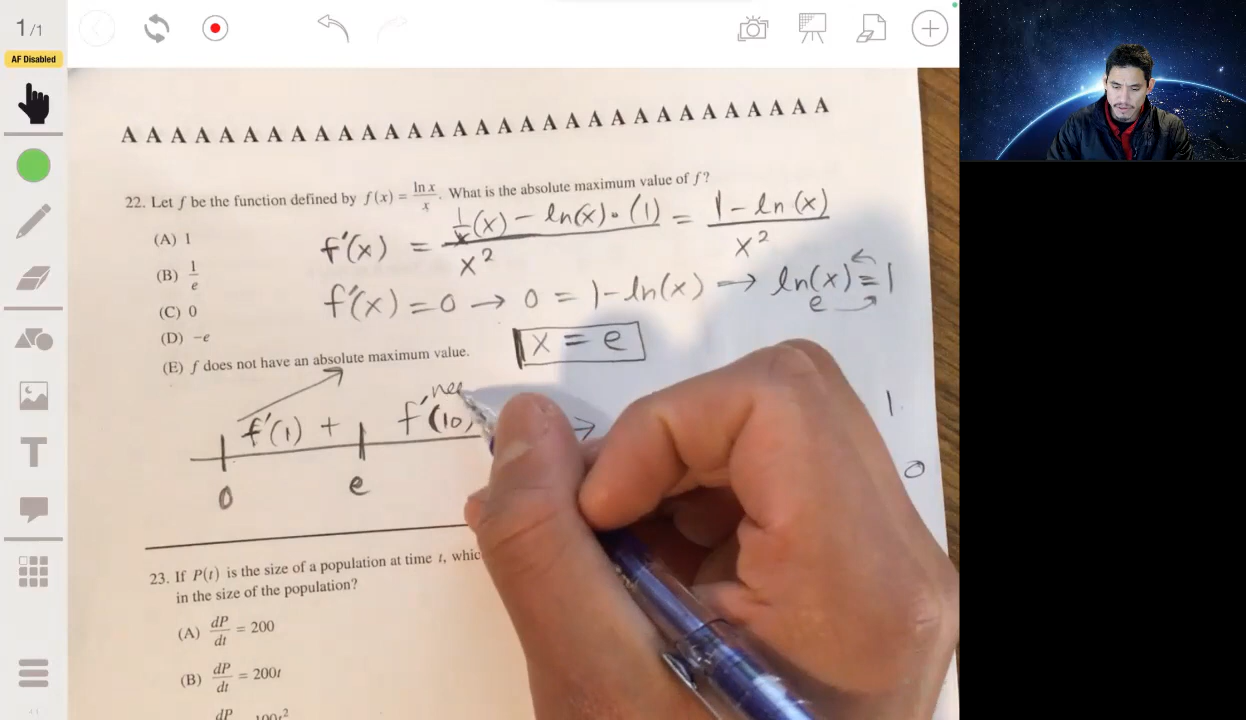 1/1
AF Disabled
A A A A A A A A A A A A A A A A A A A A A A A A A A A A A A
22. Let f be the function defined by f(x) = ln x / x. What is the absolute maximum value of f?
f'(x) = (1/x (x) - ln(x) · (1)) / x² = (1 - ln(x)) / x²
(A) 1
(B) 1/e
f'(x) = 0 → 0 = 1 - ln(x) → ln(x) = 1
e
(C) 0
(D) -e
x = e
(E) f does not have an absolute maximum value.
f'(1) + f'(10)
0 e
1.
0
23. If P(t) is the size of a population at time t,
in the size of the population?
(A) dP/dt = 200
(B) dP/dt = 200t
T